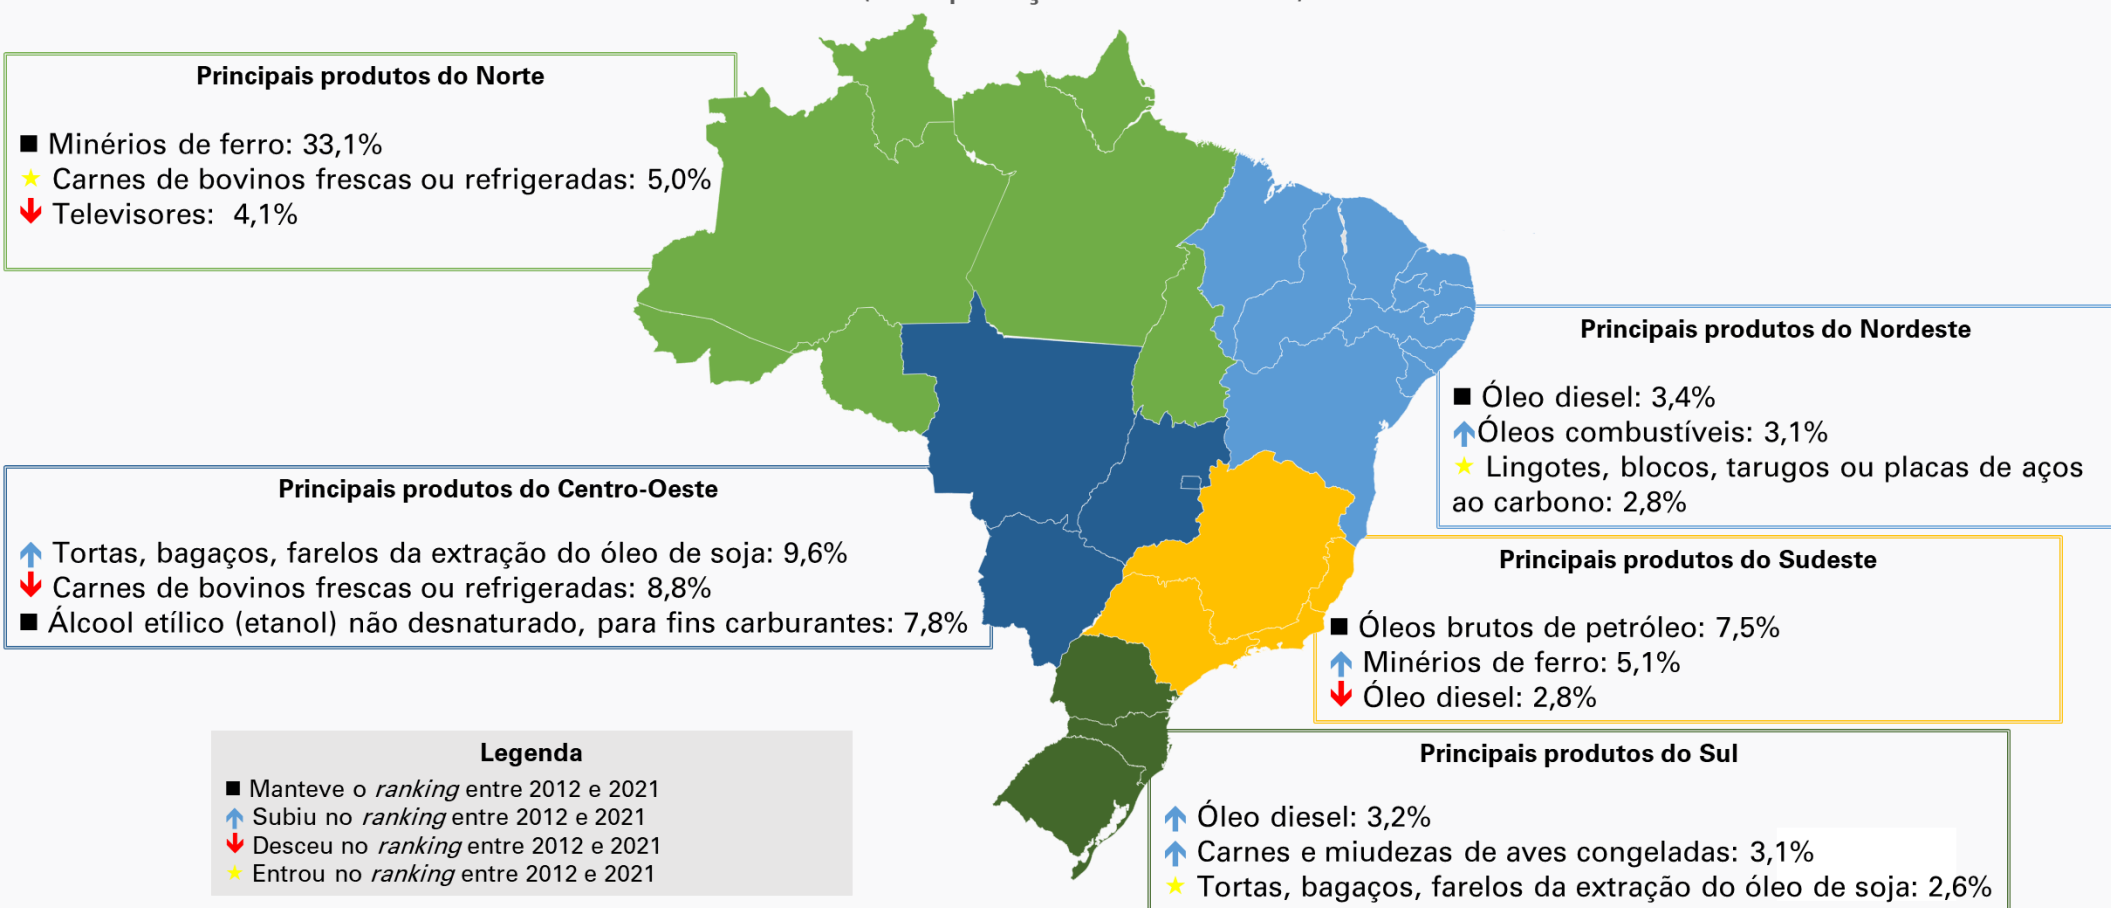 Principais produtos do Norte
■ Minérios de ferro: 33,1%
★ Carnes de bovinos frescas ou refrigeradas: 5,0%
↓ Televisores: 4,1%
Principais produtos do Nordeste
■ Óleo diesel: 3,4%
↑Óleos combustíveis: 3,1%
★ Lingotes, blocos, tarugos ou placas de aços
ao carbono: 2,8%
Principais produtos do Centro-Oeste
↑ Tortas, bagaços, farelos da extração do óleo de soja: 9,6%
↓ Carnes de bovinos frescas ou refrigeradas: 8,8%
■ Álcool etílico (etanol) não desnaturado, para fins carburantes: 7,8%
Principais produtos do Sudeste
■ Óleos brutos de petróleo: 7,5%
↑ Minérios de ferro: 5,1%
↓ Óleo diesel: 2,8%
Legenda
■ Manteve o ranking entre 2012 e 2021
↑ Subiu no ranking entre 2012 e 2021
↓ Desceu no ranking entre 2012 e 2021
★ Entrou no ranking entre 2012 e 2021
Principais produtos do Sul
↑ Óleo diesel: 3,2%
↑ Carnes e miudezas de aves congeladas: 3,1%
★ Tortas, bagaços, farelos da extração do óleo de soja: 2,6%